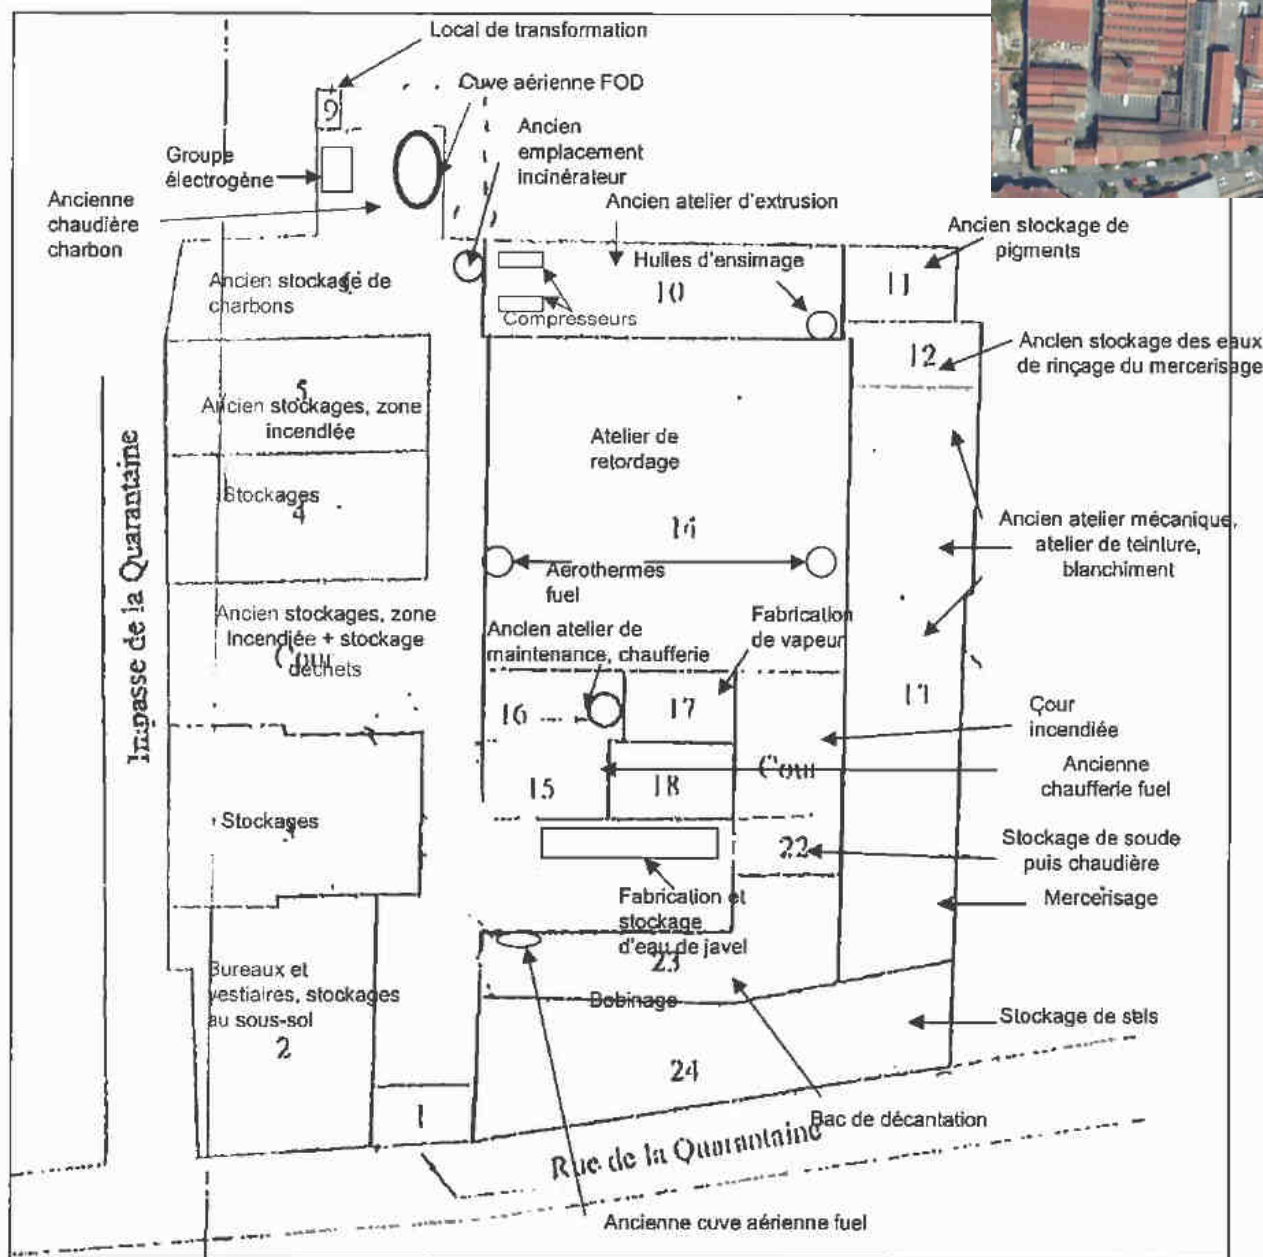 Local de transformation
Cuve aérienne FOD
9
Ancien
emplacement
incinérateur
Groupe
électrogène
Ancienne
chaudière
charbon
Ancien atelier d'extrusion
Ancien stockage de
pigments
Huiles d'ensimage
Ancien stockage de
charbons
10
11
Compresseurs
12
Ancien stockage des eaux
de rinçage du mercerisage
5
Ancien stockages, zone
incendiée
Atelier de
retordage
Stockages
4
Impasse de la Quarantaine
Ancien atelier mécanique,
atelier de teinture,
blanchiment
Aérothermes
fuel
Ancien stockages, zone
Incendiée + stockage
déchets
Cour
Ancien atelier de
maintenance, chaufferie
Fabrication
de vapeur
16
17
Cour
incendiée
Cour
Ancienne
chaufferie fuel
15
18
Stockages
22
Stockage de soude
puis chaudière
Mercerisage
Fabrication et
stockage
d'eau de javel
23
Bobinage
Bureaux et
vestiaires, stockages
au sous-sol
2
Stockage de sels
24
1
Bac de décantation
Rue de la Quarantaine
Ancienne cuve aérienne fuel